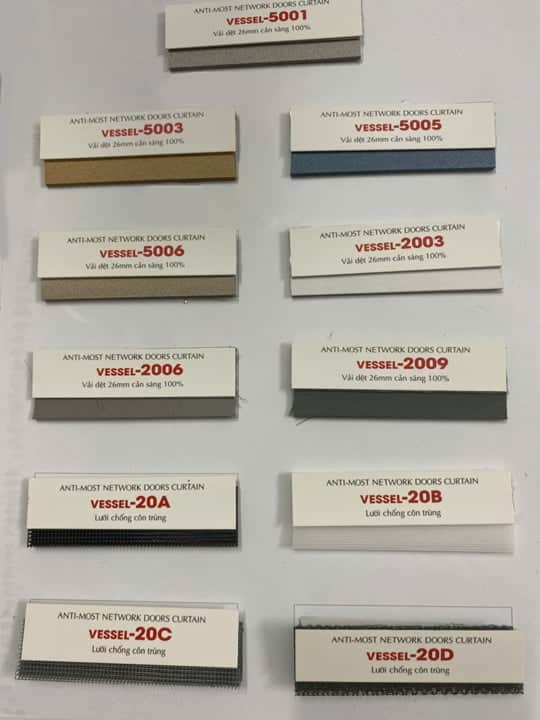 ANTI-MOST NETWORK DOORS CURTAIN
VESSEL-5001
Vải dệt 26mm cản sáng 100%
ANTI-MOST NETWORK DOORS CURTAIN
VESSEL-5003
Vải dệt 26mm cản sáng 100%
ANTI-MOST NETWORK DOORS CURTAIN
VESSEL-5005
Vải dệt 26mm cản sáng 100%
ANTI-MOST NETWORK DOORS CURTAIN
VESSEL-5006
Vải dệt 26mm cản sáng 100%
ANTI-MOST NETWORK DOORS CURTAIN
VESSEL-2003
Vải dệt 26mm cản sáng 100%
ANTI-MOST NETWORK DOORS CURTAIN
VESSEL-2006
Vải dệt 26mm cản sáng 100%
ANTI-MOST NETWORK DOORS CURTAIN
VESSEL-2009
Vải dệt 26mm cản sáng 100%
ANTI-MOST NETWORK DOORS CURTAIN
VESSEL-20A
Lưới chống côn trùng
ANTI-MOST NETWORK DOORS CURTAIN
VESSEL-20B
Lưới chống côn trùng
ANTI-MOST NETWORK DOORS CURTAIN
VESSEL-20C
Lưới chống côn trùng
ANTI-MOST NETWORK DOORS CURTAIN
VESSEL-20D
Lưới chống côn trùng